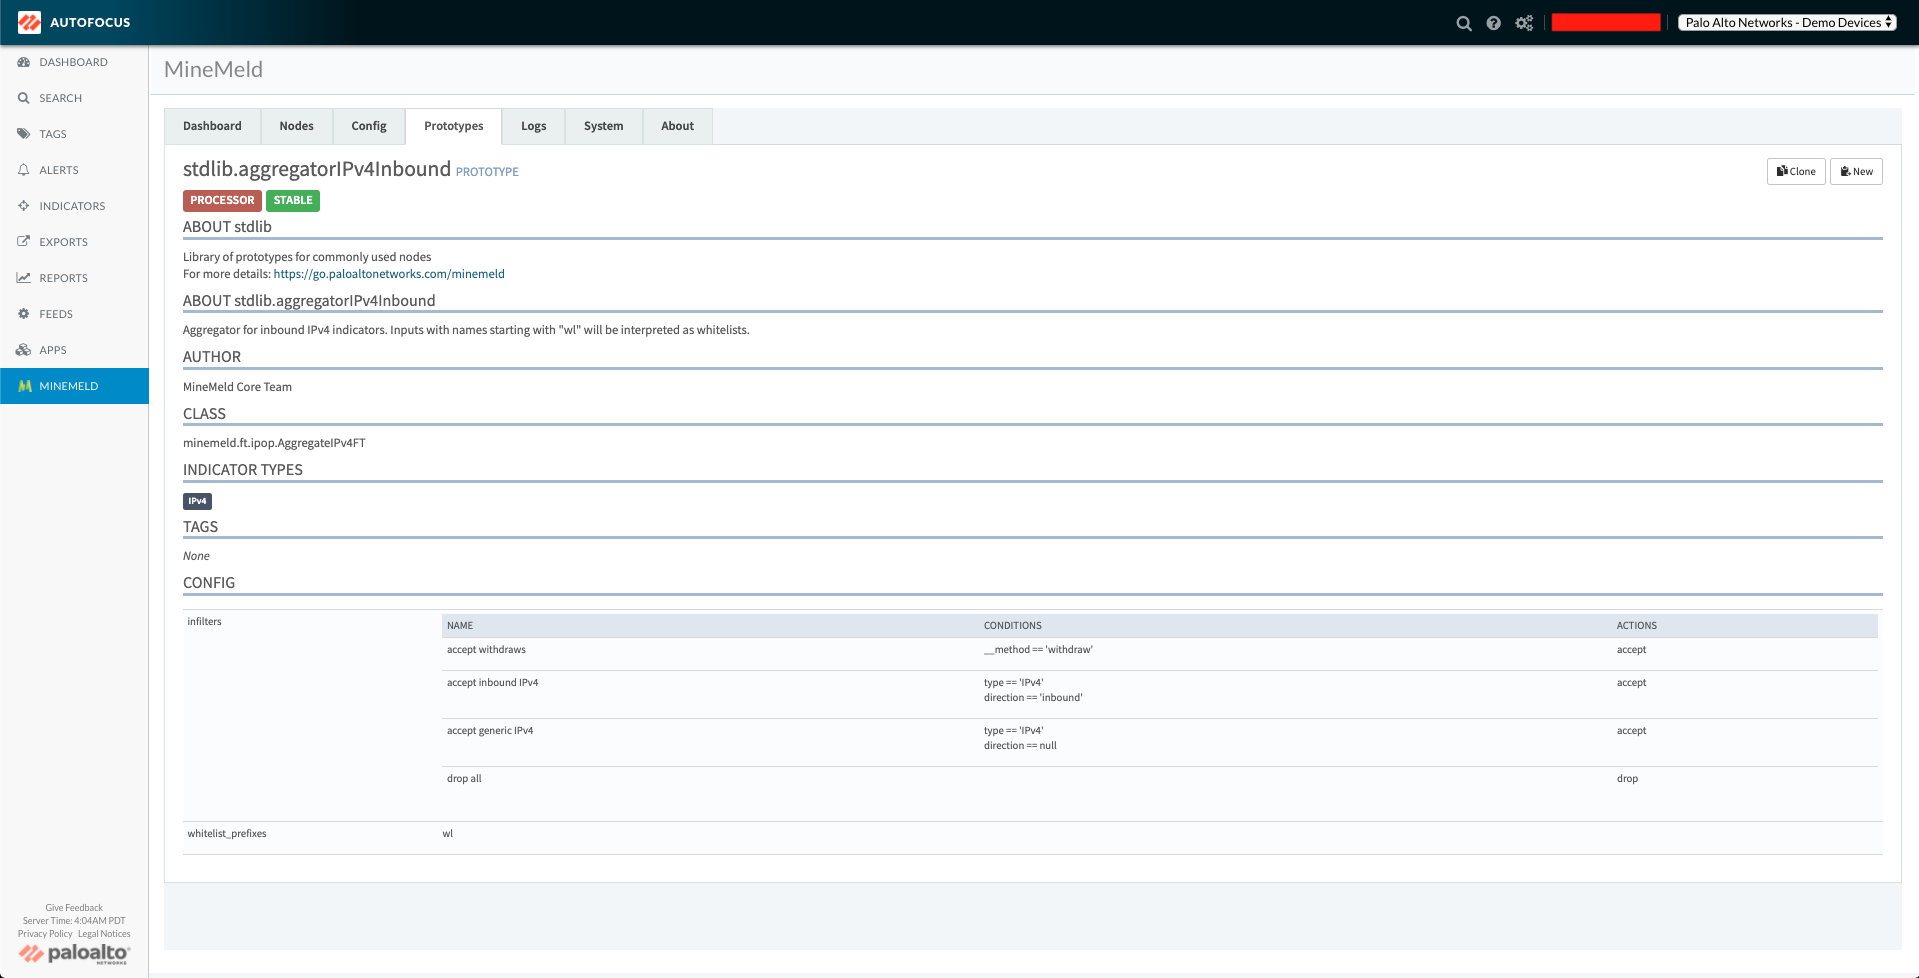 AUTOFOCUS
Palo Alto Networks - Demo Devices
DASHBOARD
SEARCH
TAGS
ALERTS
INDICATORS
EXPORTS
REPORTS
FEEDS
APPS
MINEMELD
Give Feedback
Server Time: 4:04AM PDT
Privacy Policy Legal Notices
paloalto
NETWORKS
MineMeld
Dashboard Nodes Config Prototypes Logs System About
stdlib.aggregatorIPv4Inbound PROTOTYPE
Clone New
PROCESSOR STABLE
ABOUT stdlib
Library of prototypes for commonly used nodes
For more details: https://go.paloaltonetworks.com/minemeld
ABOUT stdlib.aggregatorIPv4Inbound
Aggregator for inbound IPv4 indicators. Inputs with names starting with "wl" will be interpreted as whitelists.
AUTHOR
MineMeld Core Team
CLASS
minemeld.ft.ipop.AggregateIPv4FT
INDICATOR TYPES
IPv4
TAGS
None
CONFIG
infilters
NAME CONDITIONS ACTIONS
accept withdraws __method == 'withdraw' accept
accept inbound IPv4 type == 'IPv4' accept
direction == 'inbound'
accept generic IPv4 type == 'IPv4' accept
direction == null
drop all drop
whitelist_prefixes wl